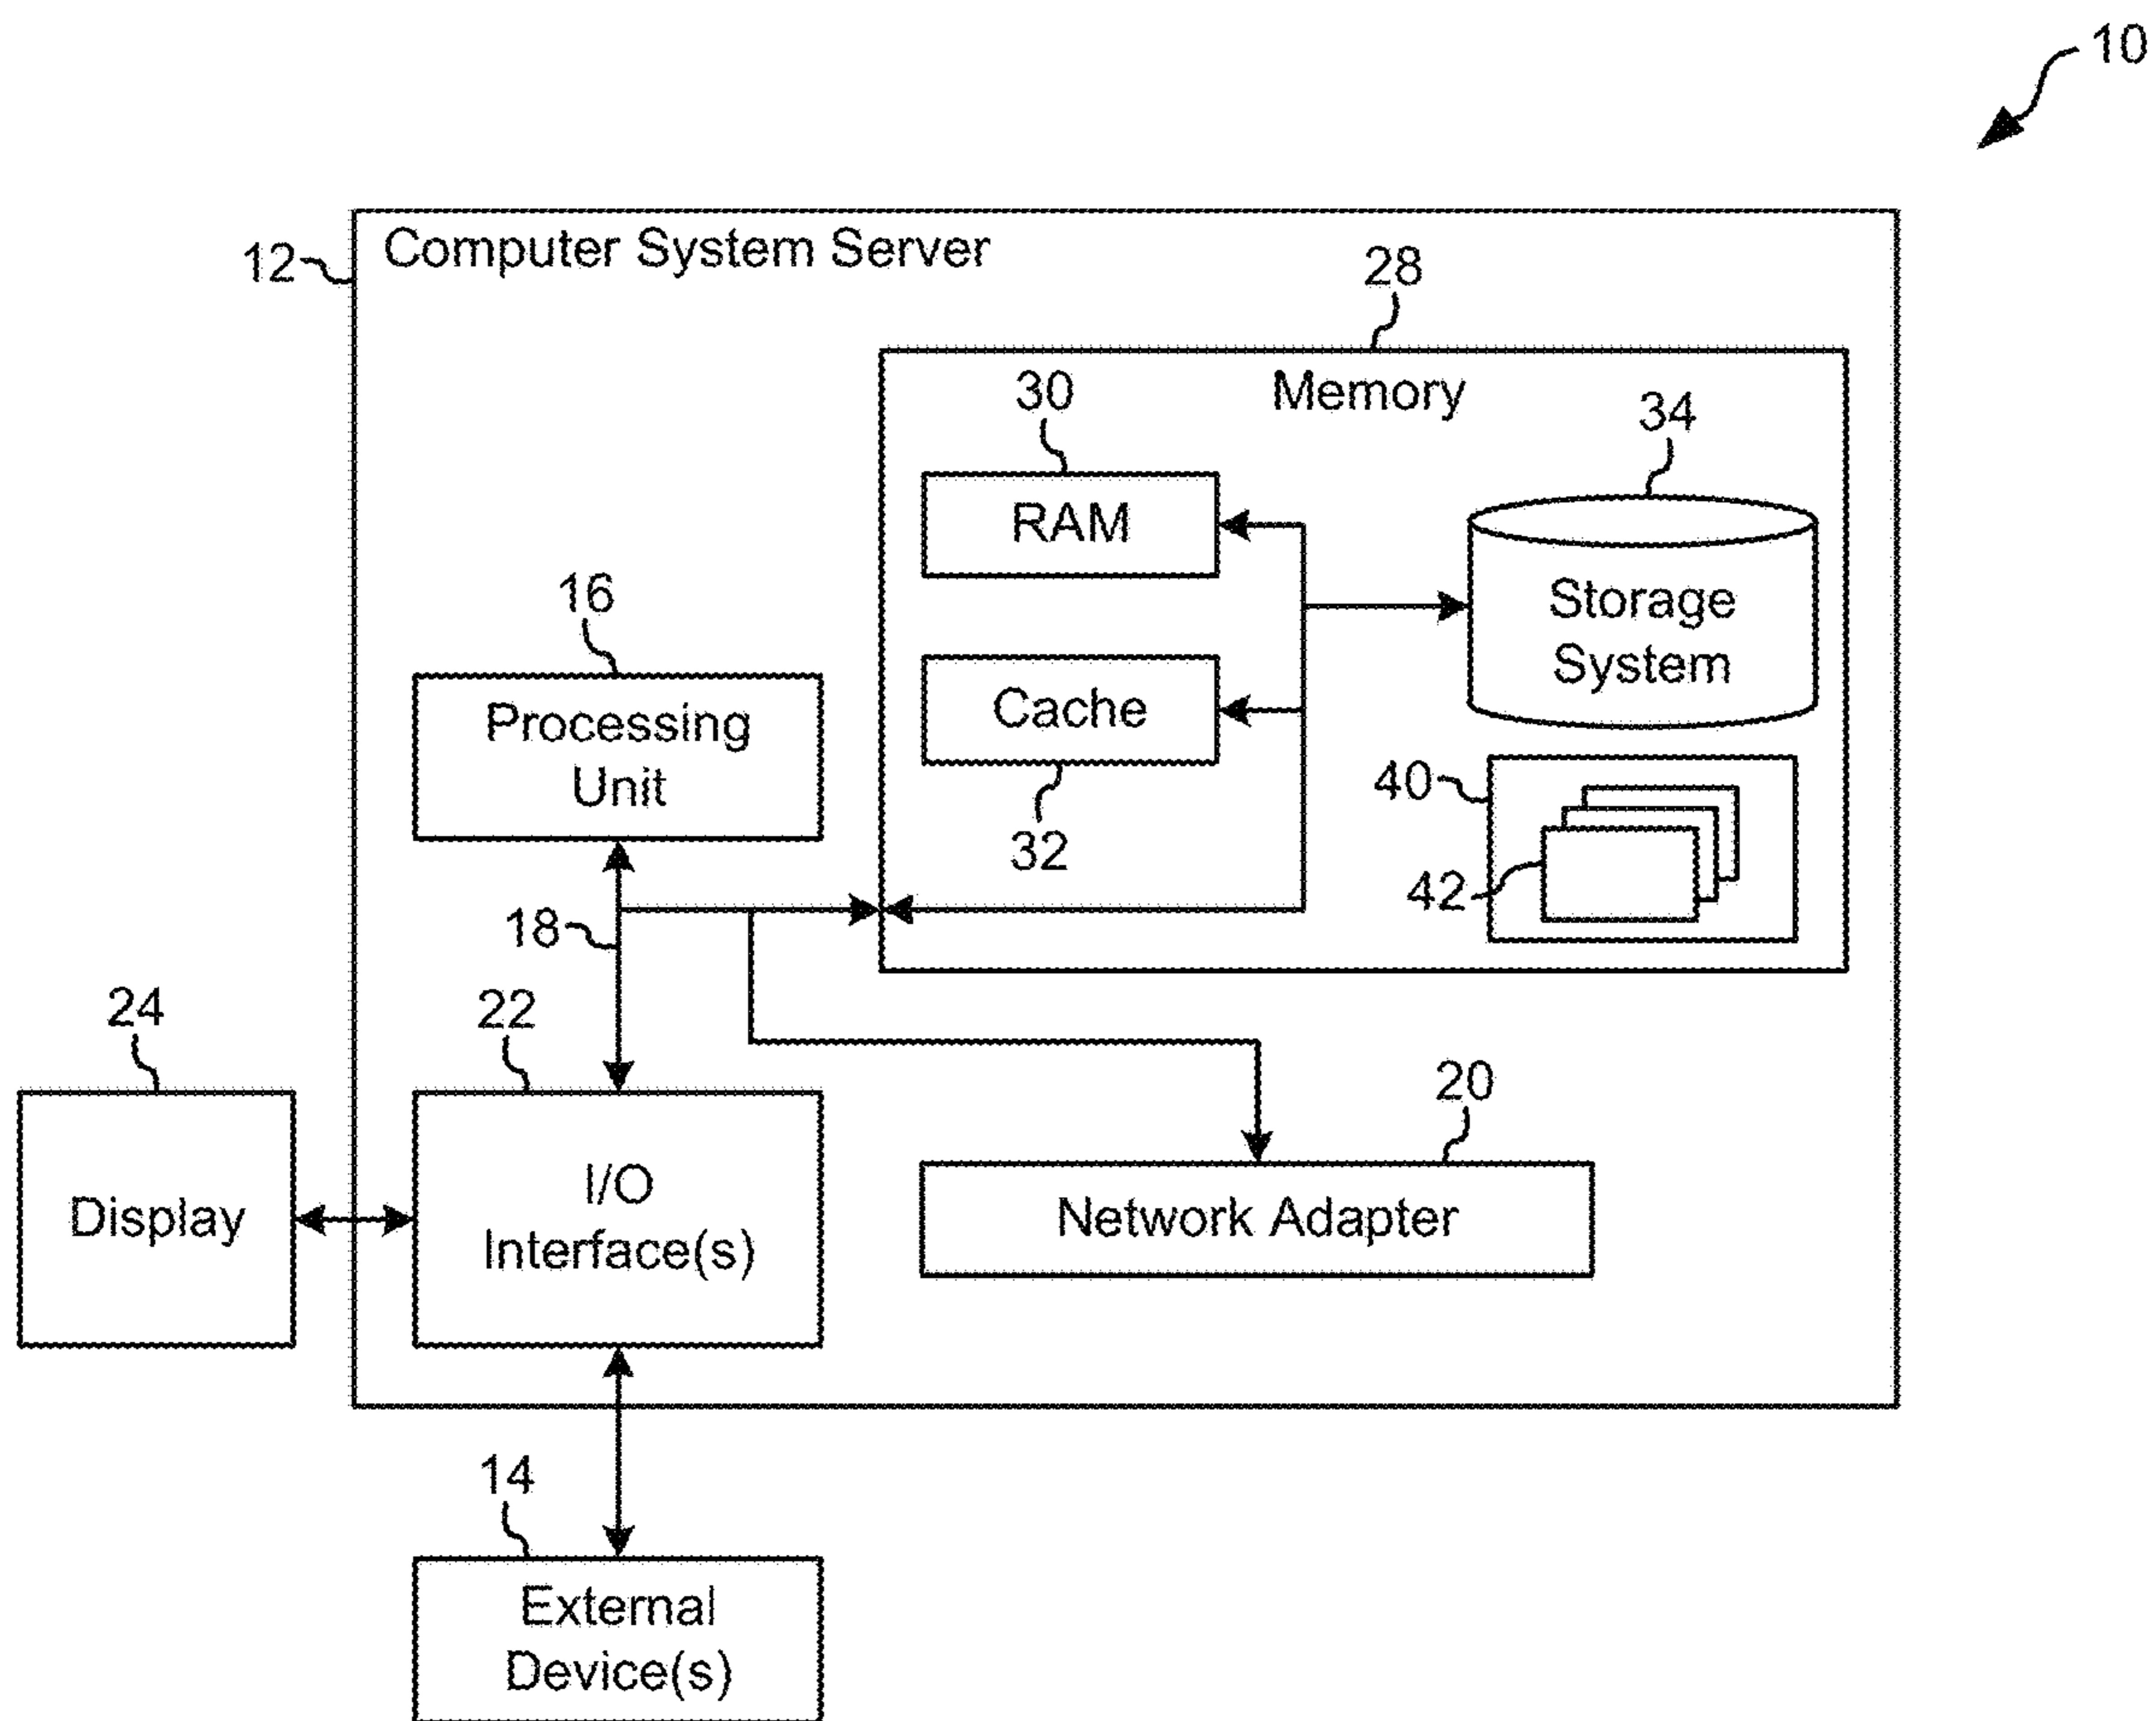 10
12
Computer System Server
28
Memory
30
RAM
34
Storage
System
16
Processing
Unit
Cache
32
40
42
18
24
Display
22
I/O
Interface(s)
20
Network Adapter
14
External
Device(s)